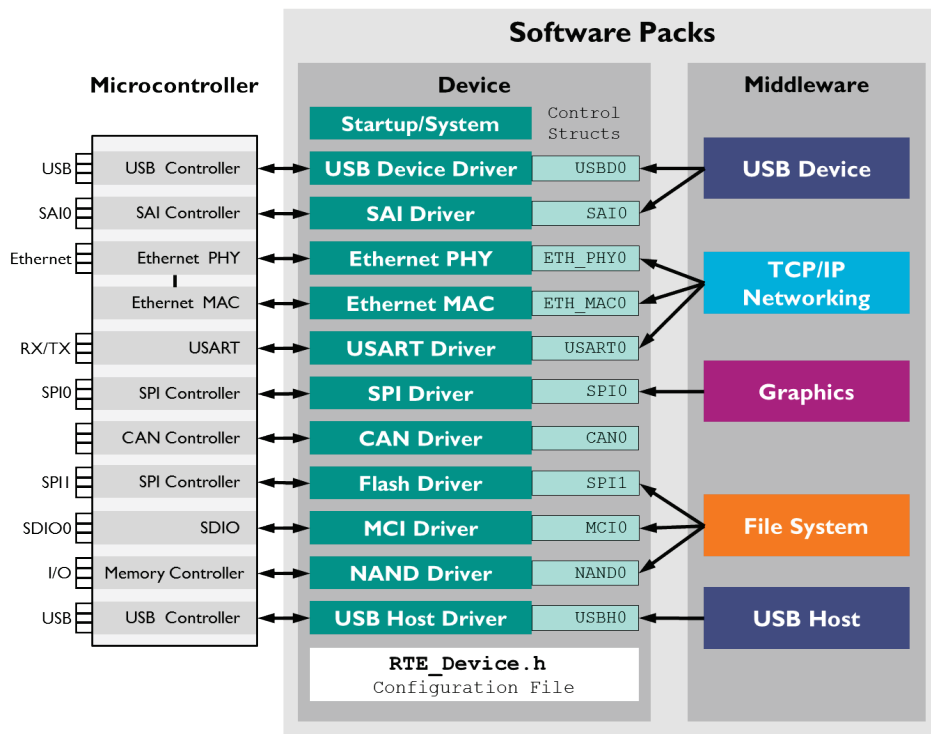 Software Packs
Microcontroller
Device
Middleware
Startup/System
Control
Structs
USB
USB Controller
USB Device Driver
USBD0
USB Device
SAI0
SAI Controller
SAI Driver
SAI0
Ethernet
Ethernet PHY
Ethernet PHY
ETH_PHY0
TCP/IP
Networking
Ethernet MAC
Ethernet MAC
ETH_MAC0
RX/TX
USART
USART Driver
USART0
SPI0
SPI Controller
SPI Driver
SPI0
Graphics
CAN Controller
CAN Driver
CAN0
SPI1
SPI Controller
Flash Driver
SPI1
SDIO0
SDIO
MCI Driver
MCI0
File System
I/O
Memory Controller
NAND Driver
NAND0
USB
USB Controller
USB Host Driver
USBH0
USB Host
RTE_Device.h
Configuration File